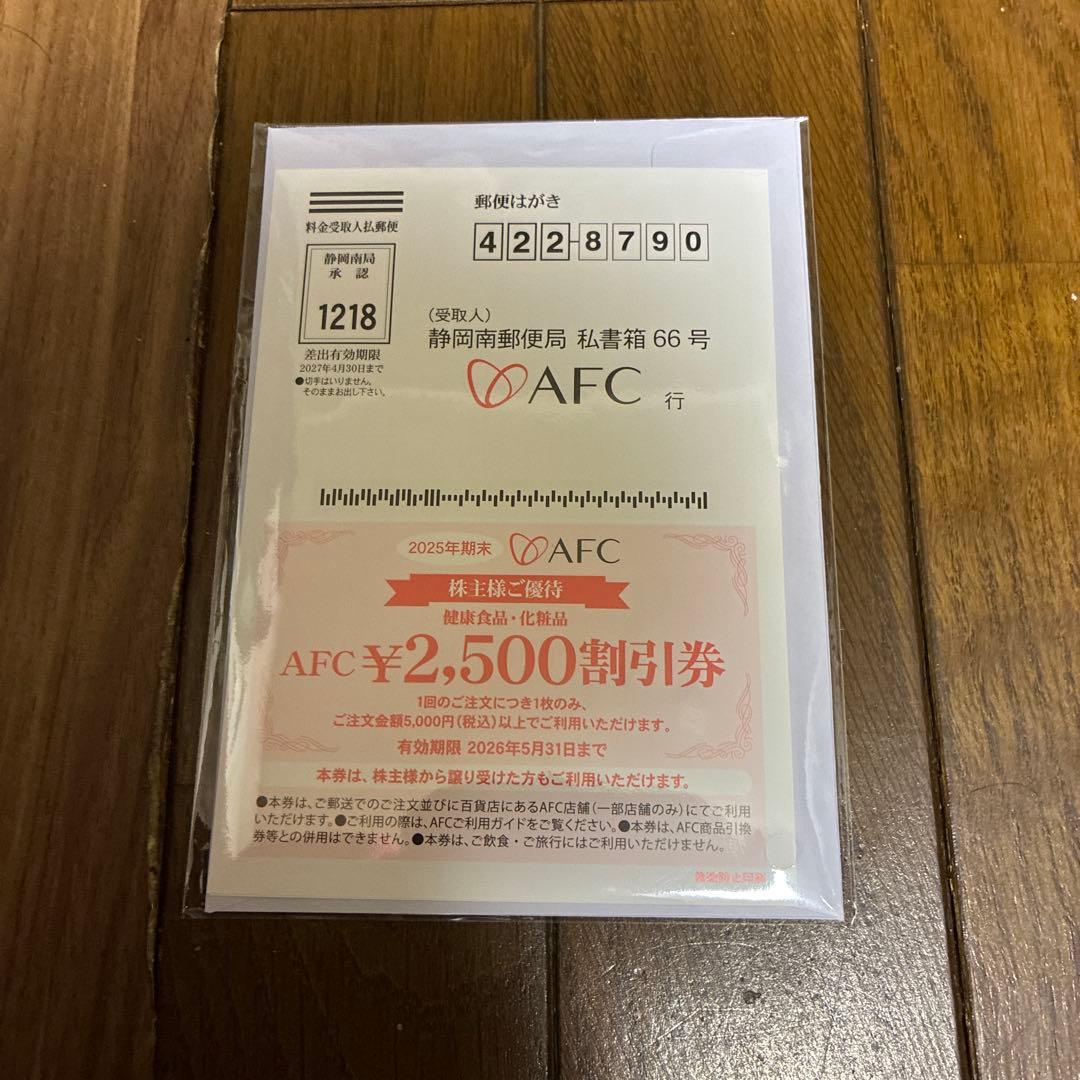 郵便はがき
4228790
料金受取人払郵便
静岡南局
承認
1218
差出有効期限
2027年4月30日まで
●切手はいりません。
そのままお出し下さい。
(受取人)
静岡南郵便局 私書箱 66 号
AFC 行
2025年期末 AFC
株主様ご優待
健康食品・化粧品
AFC ¥2,500割引券
1回のご注文につき1枚のみ、
ご注文金額5,000円(税込)以上でご利用いただけます。
有効期限 2026年5月31日まで
本券は、株主様から譲り受けた方もご利用いただけます。
●本券は、ご郵送でのご注文並びに百貨店にあるAFC店舗(一部店舗のみ)にてご利用
いただけます。●ご利用の際は、AFCご利用ガイドをご覧ください。●本券は、AFC商品引換
券等との併用はできません。●本券は、ご飲食・ご旅行にはご利用いただけません。
防止印刷